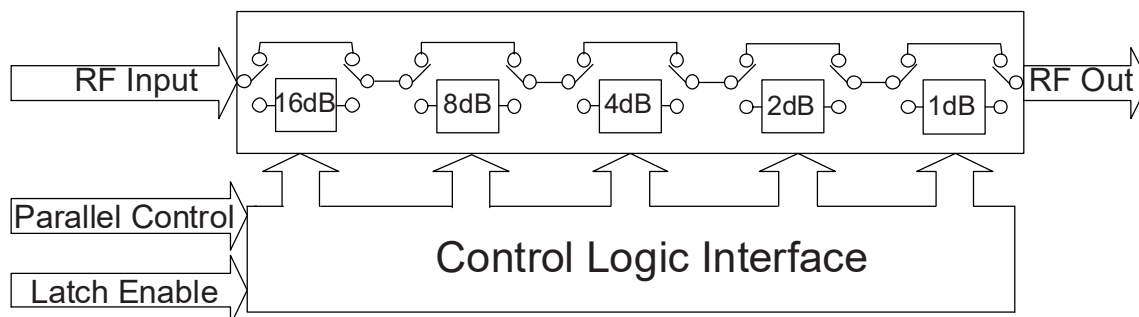 RF Input
16dB
8dB
4dB
2dB
1dB
RF Out
Parallel Control
Control Logic Interface
Latch Enable